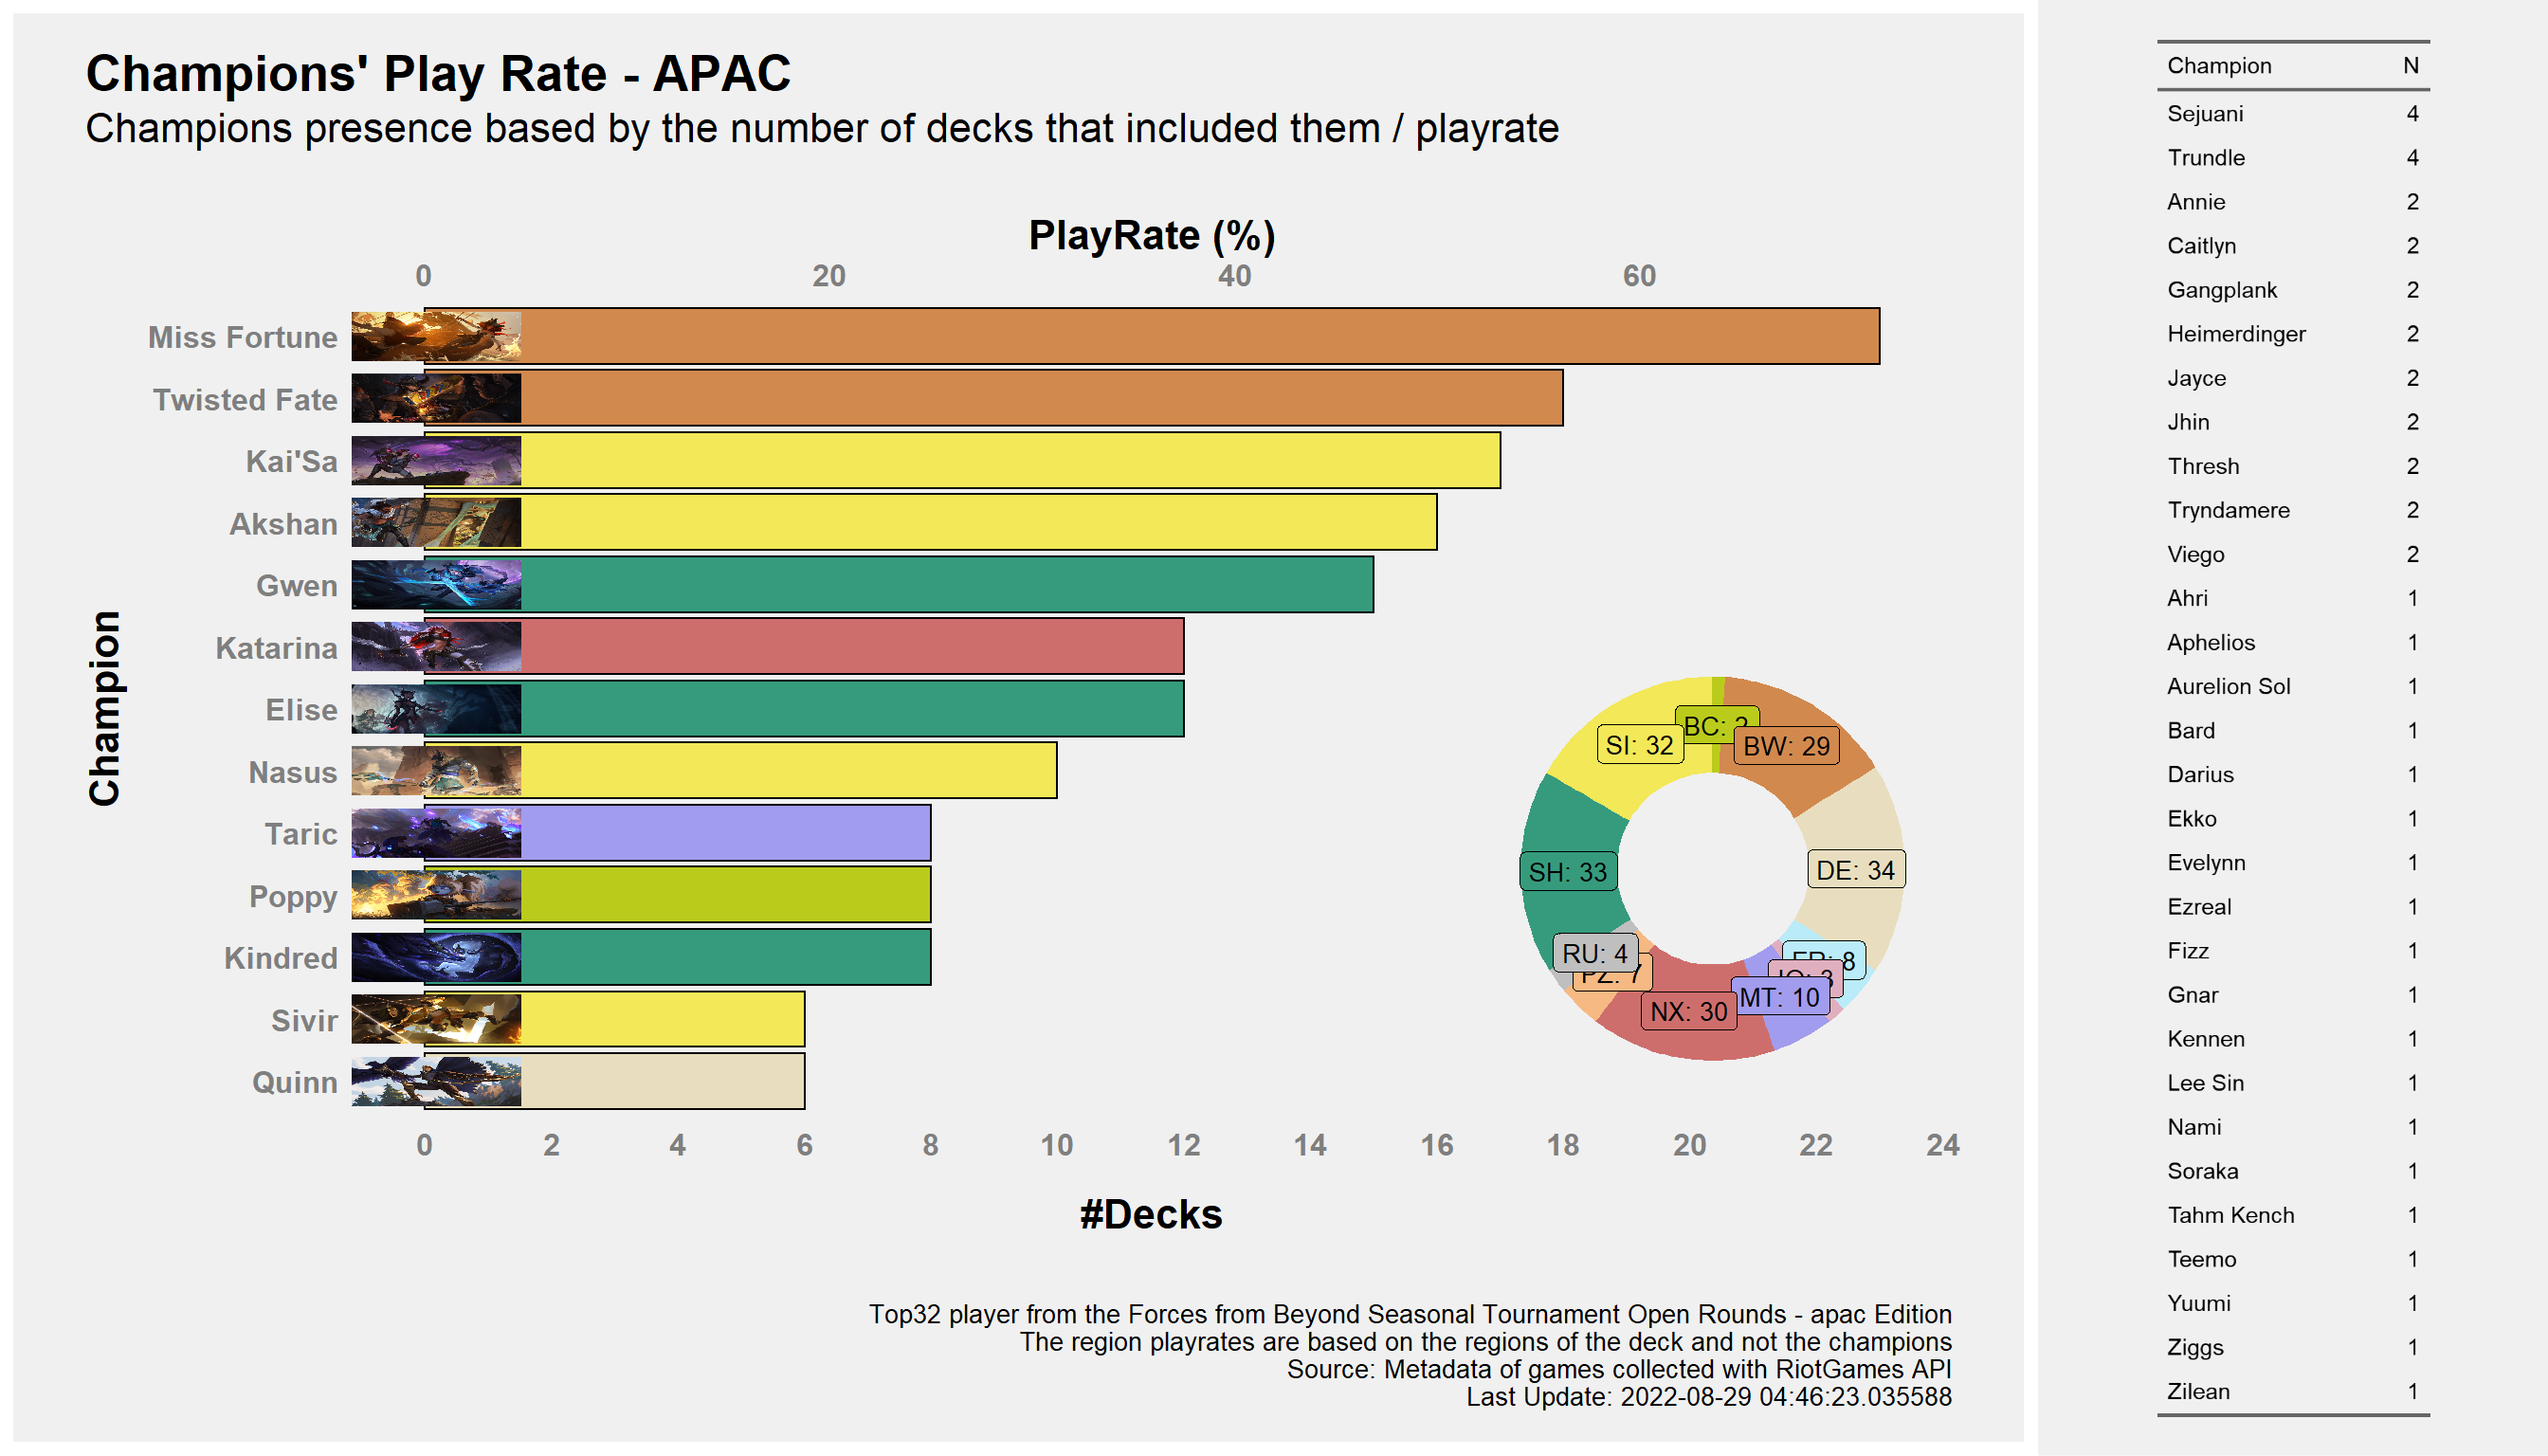 Champions' Play Rate - APAC
Champions presence based by the number of decks that included them / playrate
PlayRate (%)
0 20 40 60
Champion
Miss Fortune
Twisted Fate
Kai'Sa
Akshan
Gwen
Katarina
Elise
Nasus
Taric
Poppy
Kindred
Sivir
Quinn
0 2 4 6 8 10 12 14 16 18 20 22 24
#Decks
BC: 2
SI: 32
BW: 29
SH: 33
DE: 34
RU: 4
PZ: 7
8
MT: 10
NX: 30
Top32 player from the Forces from Beyond Seasonal Tournament Open Rounds - apac Edition
The region playrates are based on the regions of the deck and not the champions
Source: Metadata of games collected with RiotGames API
Last Update: 2022-08-29 04:46:23.035588
Champion N
Sejuani 4
Trundle 4
Annie 2
Caitlyn 2
Gangplank 2
Heimerdinger 2
Jayce 2
Jhin 2
Thresh 2
Tryndamere 2
Viego 2
Ahri 1
Aphelios 1
Aurelion Sol 1
Bard 1
Darius 1
Ekko 1
Evelynn 1
Ezreal 1
Fizz 1
Gnar 1
Kennen 1
Lee Sin 1
Nami 1
Soraka 1
Tahm Kench 1
Teemo 1
Yuumi 1
Ziggs 1
Zilean 1